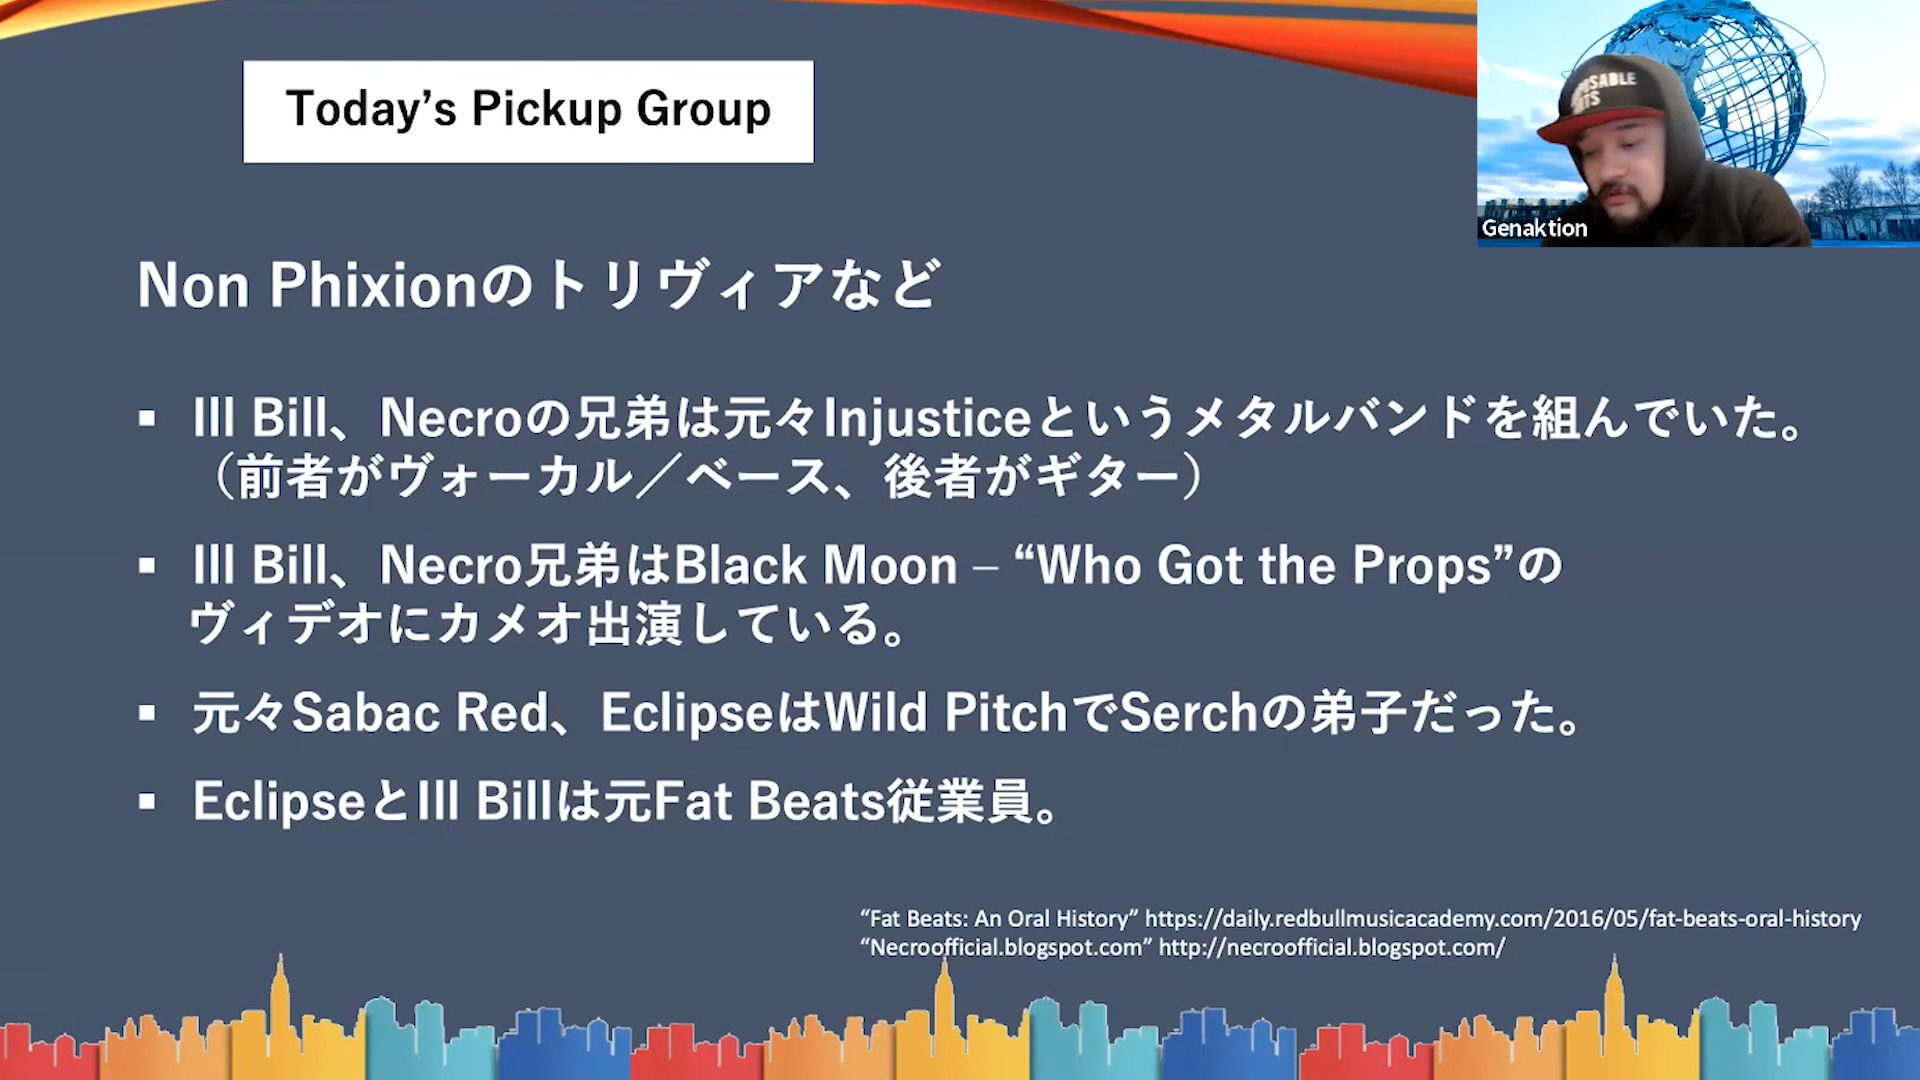 Today’s Pickup Group
Genaktion
Non Phixionのトリヴィアなど
▪ Ill Bill、Necroの兄弟は元々Injusticeというメタルバンドを組んでいた。
（前者がヴォーカル／ベース、後者がギター）
▪ Ill Bill、Necro兄弟はBlack Moon – “Who Got the Props”の
ヴィデオにカメオ出演している。
▪ 元々Sabac Red、EclipseはWild PitchでSerchの弟子だった。
▪ EclipseとIll Billは元Fat Beats従業員。
“Fat Beats: An Oral History” https://daily.redbullmusicacademy.com/2016/05/fat-beats-oral-history
“Necroofficial.blogspot.com” http://necroofficial.blogspot.com/